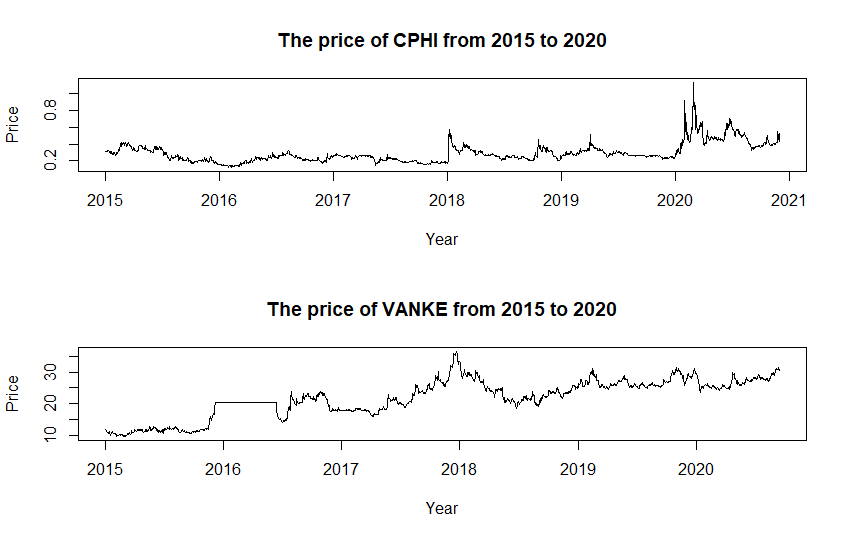 The price of CPHI from 2015 to 2020
Price
0.8
0.2
2015 2016 2017 2018 2019 2020 2021
Year
The price of VANKE from 2015 to 2020
Price
30
20
10
2015 2016 2017 2018 2019 2020
Year